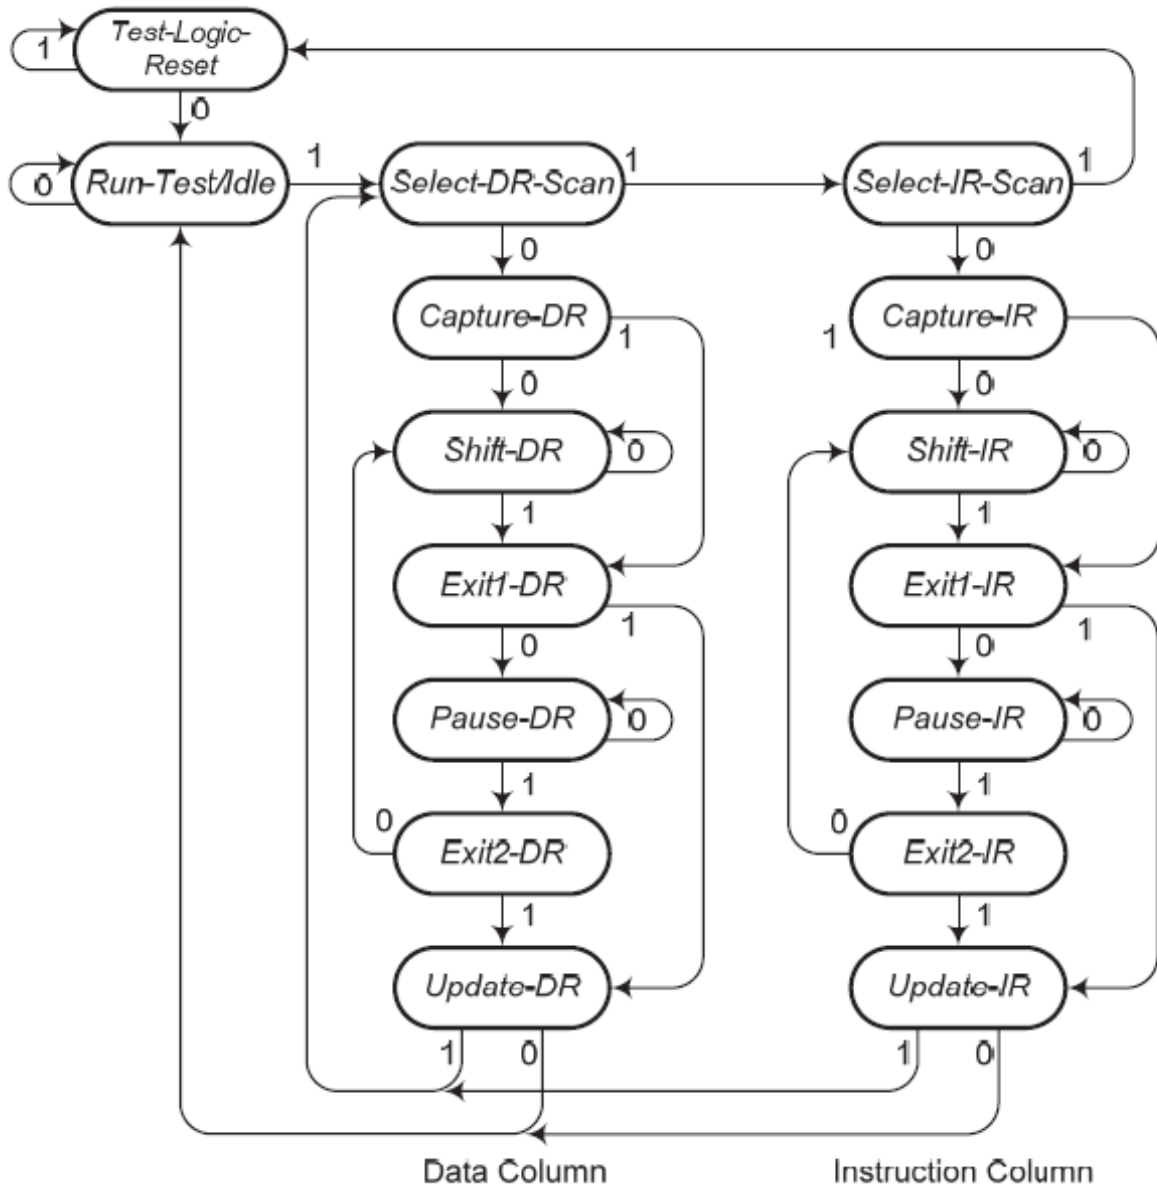 Test-Logic-
Reset
1
0
Run-Test/Idle
0
1
Select-DR-Scan
1
Select-IR-Scan
1
0
0
Capture-DR
1
1
Capture-IR
0
0
Shift-DR
0
Shift-IR
0
1
1
Exit1-DR
1
Exit1-IR
1
0
0
Pause-DR
0
Pause-IR
0
1
1
0
Exit2-DR
0
Exit2-IR
1
1
Update-DR
Update-IR
1
0
1
0
Data Column
Instruction Column